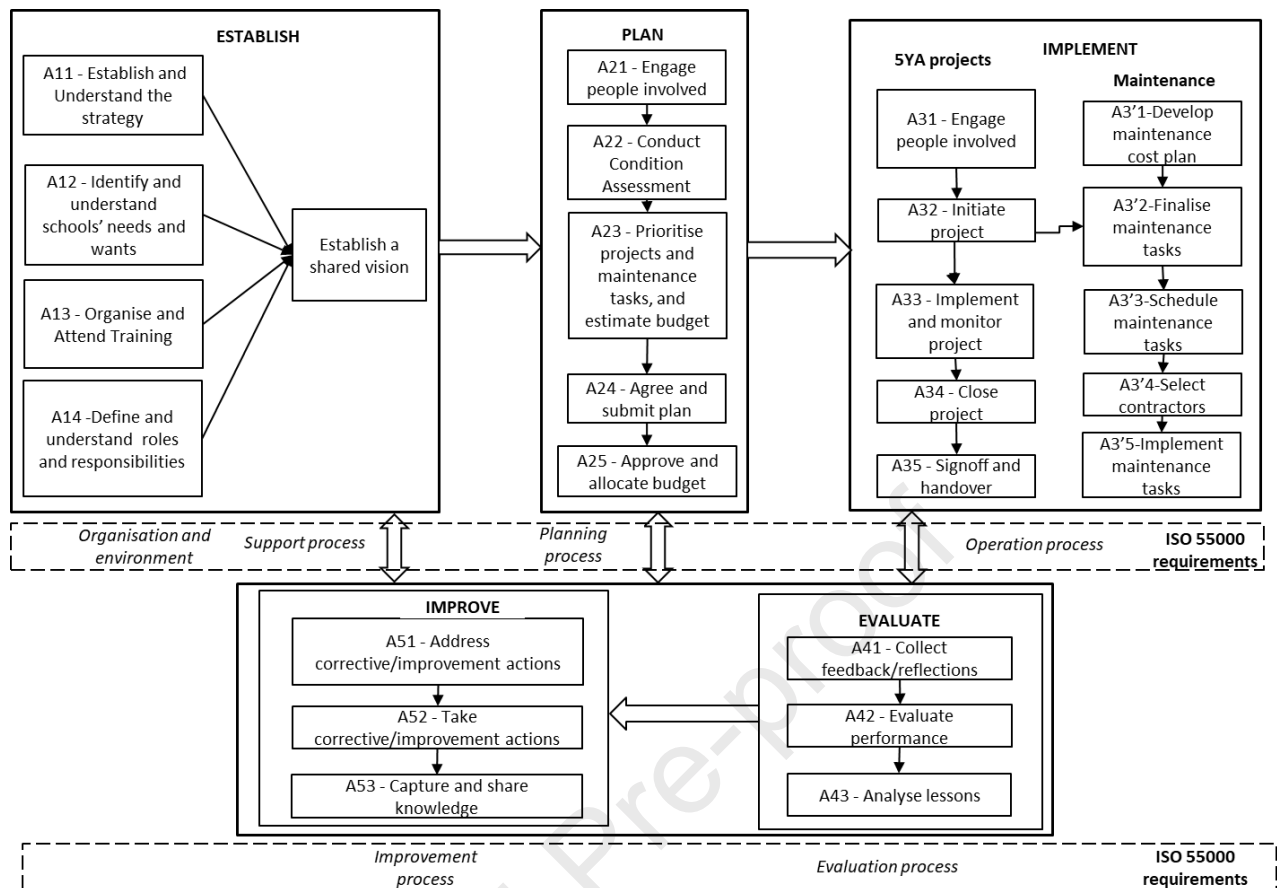 ESTABLISH
A11 - Establish and
Understand the
strategy
A12 - Identify and
understand
schools' needs and
wants
A13 - Organise and
Attend Training
A14 -Define and
understand roles
and responsibilities
Establish a
shared vision
PLAN
A21 - Engage
people involved
A22 - Conduct
Condition
Assessment
A23 - Prioritise
projects and
maintenance
tasks, and
estimate budget
A24 - Agree and
submit plan
A25 - Approve and
allocate budget
IMPLEMENT
5YA projects
A31 - Engage
people involved
A32 - Initiate
project
A33 - Implement
and monitor
project
A34 - Close
project
A35 - Signoff and
handover
Maintenance
A3'1-Develop
maintenance
cost plan
A3'2-Finalise
maintenance
tasks
A3'3-Schedule
maintenance
tasks
A3'4-Select
contractors
A3'5-Implement
maintenance
tasks
Organisation and
environment
Support process
Planning
process
Operation process
ISO 55000
requirements
IMPROVE
A51 - Address
corrective/improvement actions
A52 - Take
corrective/improvement actions
A53 - Capture and share
knowledge
EVALUATE
A41 - Collect
feedback/reflections
A42 - Evaluate
performance
A43 - Analyse lessons
Improvement
process
Evaluation process
ISO 55000
requirements
Pre-proof